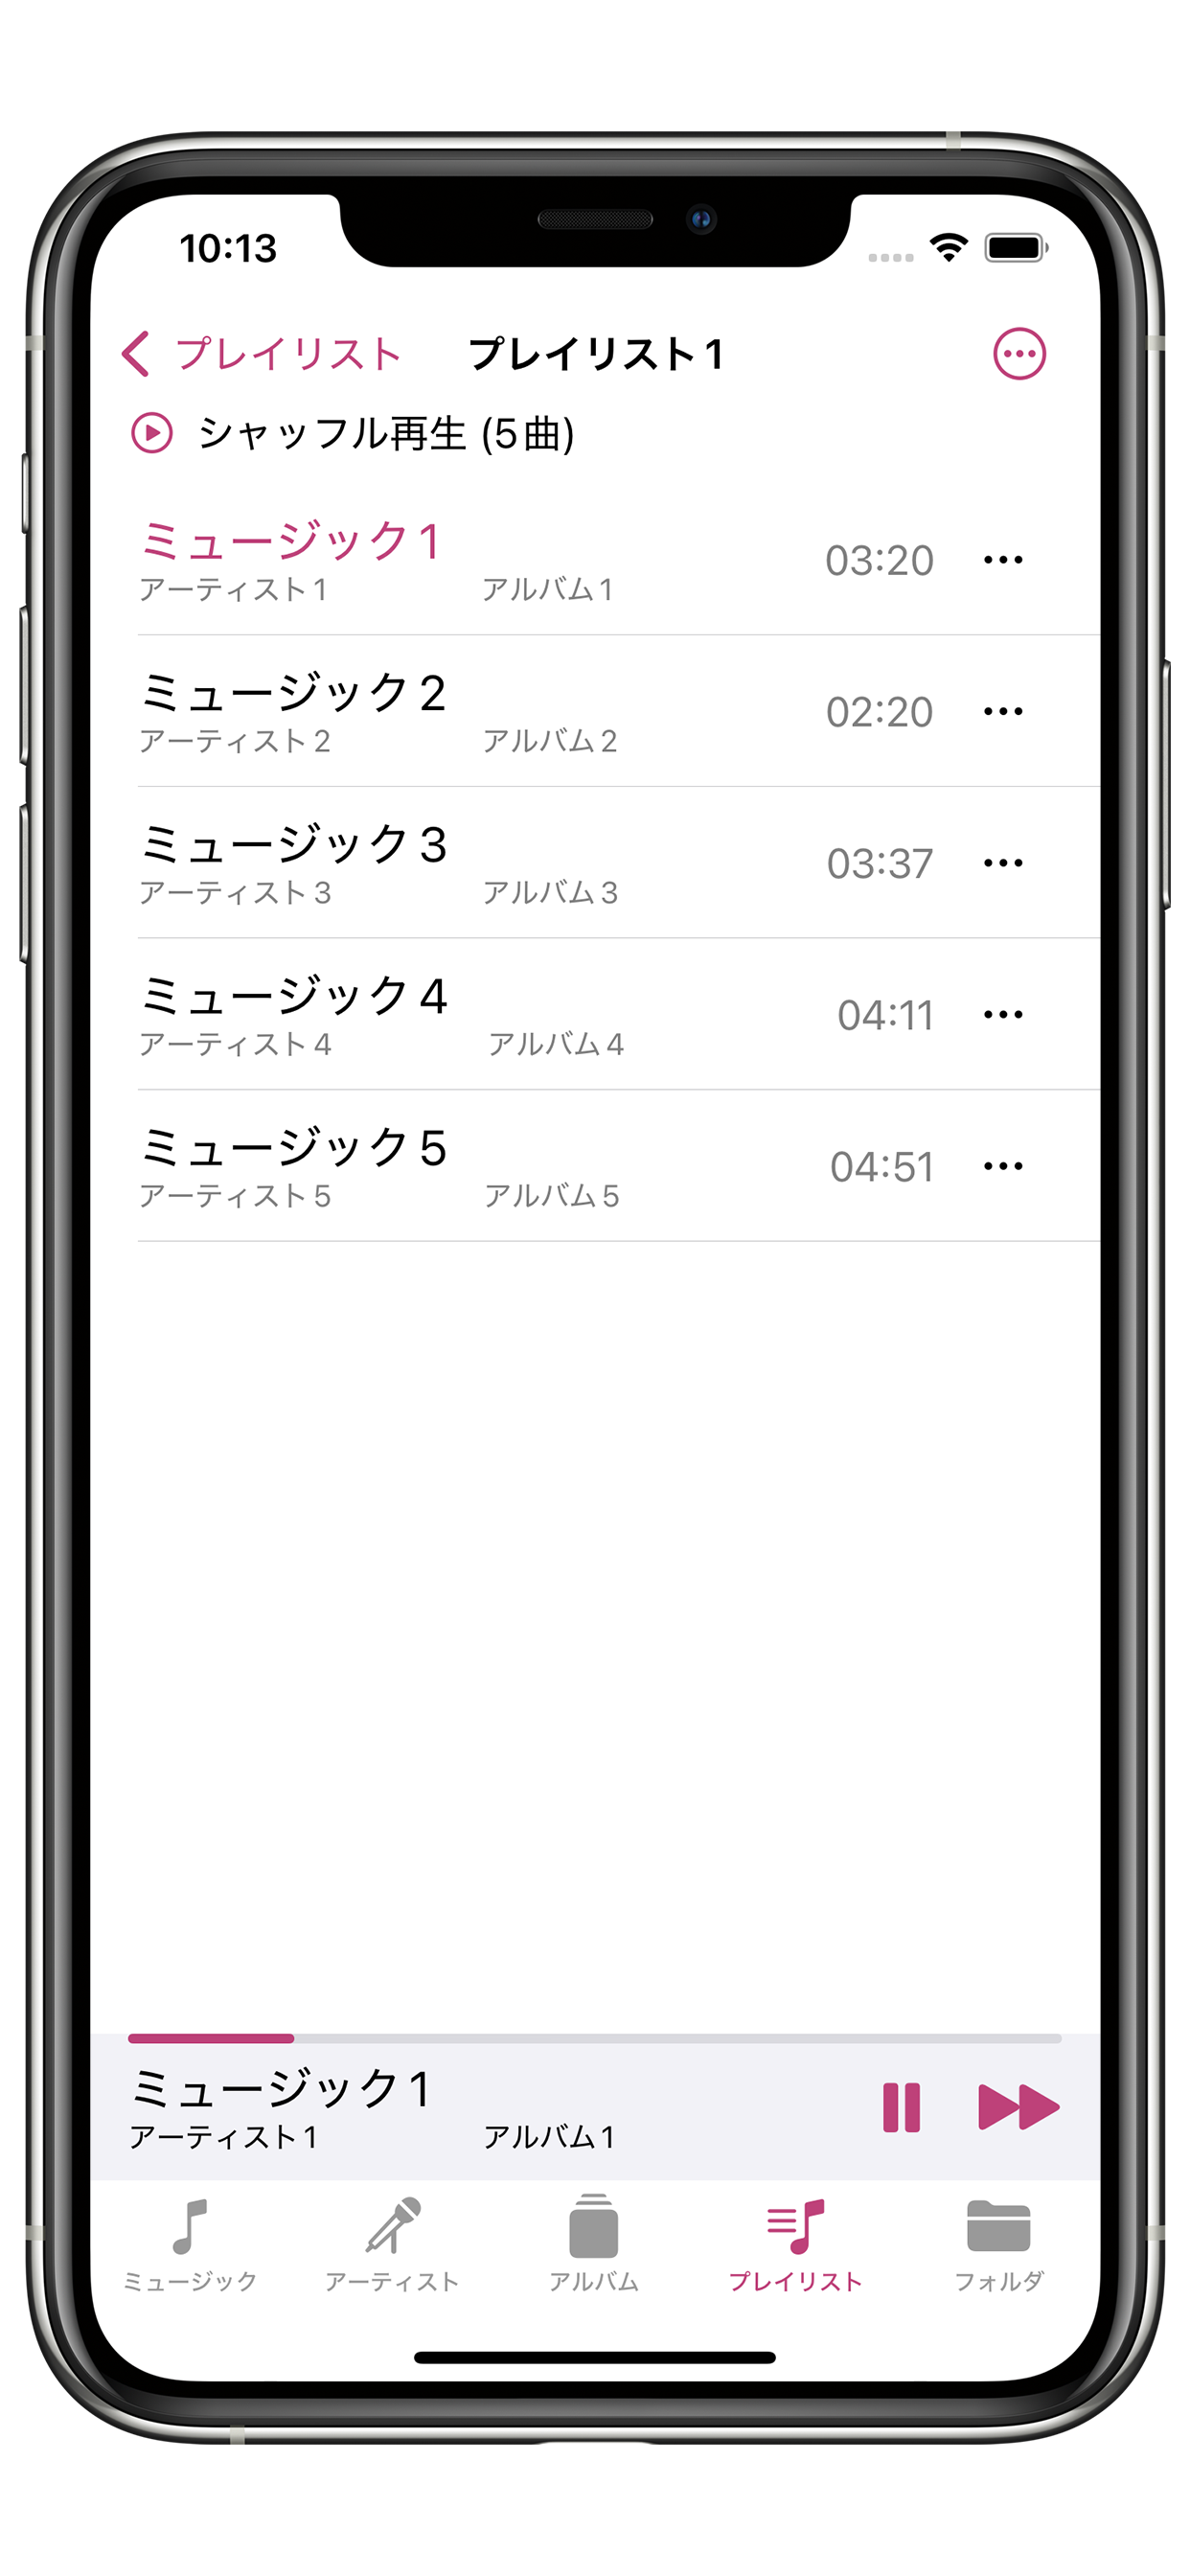 10:13
プレイリスト プレイリスト1
シャッフル再生 (5曲)
ミュージック1
03:20
アーティスト1 アルバム1
ミュージック2
02:20
アーティスト2 アルバム2
ミュージック3
03:37
アーティスト3 アルバム3
ミュージック4
04:11
アーティスト4 アルバム4
ミュージック5
04:51
アーティスト5 アルバム5
ミュージック1
アーティスト1 アルバム1
ミュージック アーティスト アルバム プレイリスト フォルダ